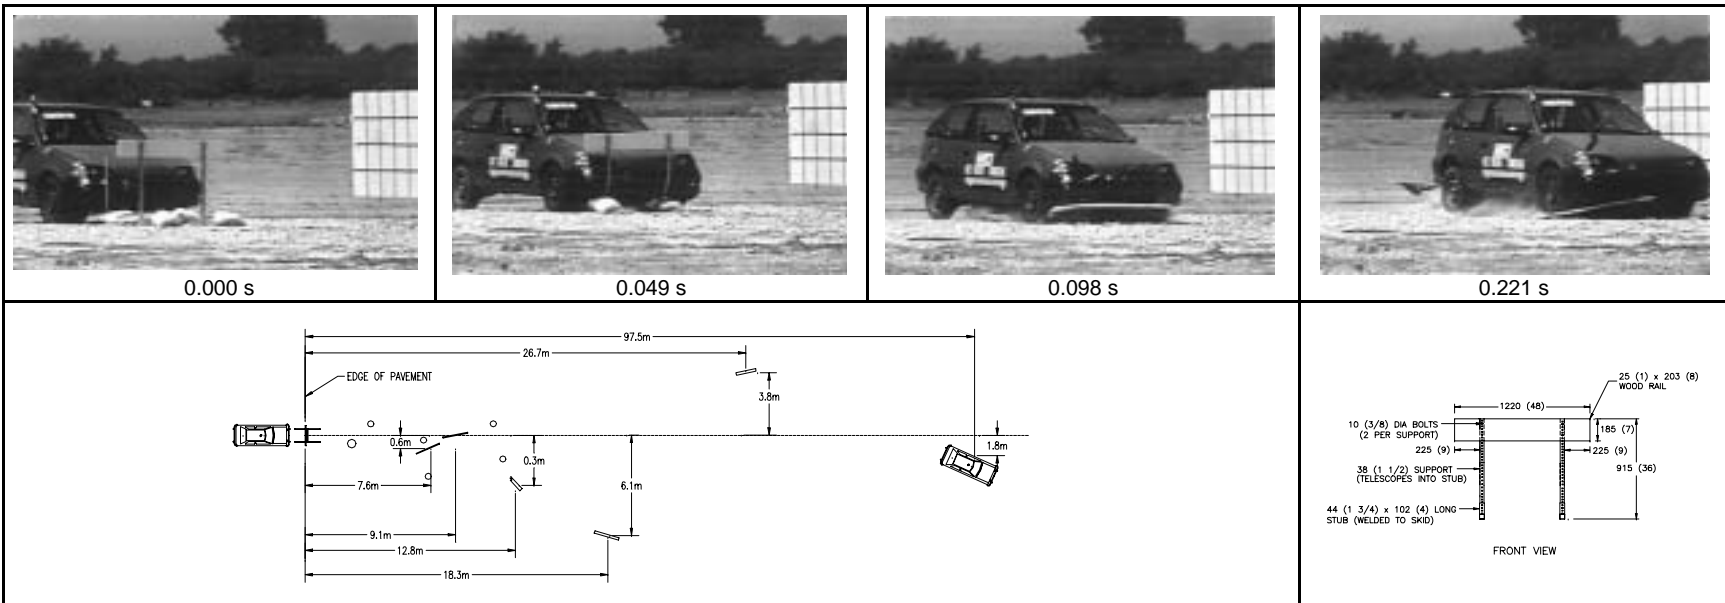 0.000 s
0.049 s
0.098 s
0.221 s
97.5m
26.7m
EDGE OF PAVEMENT
3.8m
0.6m
0.3m
1.8m
6.1m
7.6m
9.1m
12.8m
18.3m
25 (1) x 203 (8)
WOOD RAIL
1220 (48)
10 (3/8) DIA BOLTS
(2 PER SUPPORT)
185 (7)
225 (9)
225 (9)
915 (36)
38 (1 1/2) SUPPORT
(TELESCOPES INTO STUB)
44 (1 3/4) x 102 (4) LONG
STUB (WELDED TO SKID)
FRONT VIEW